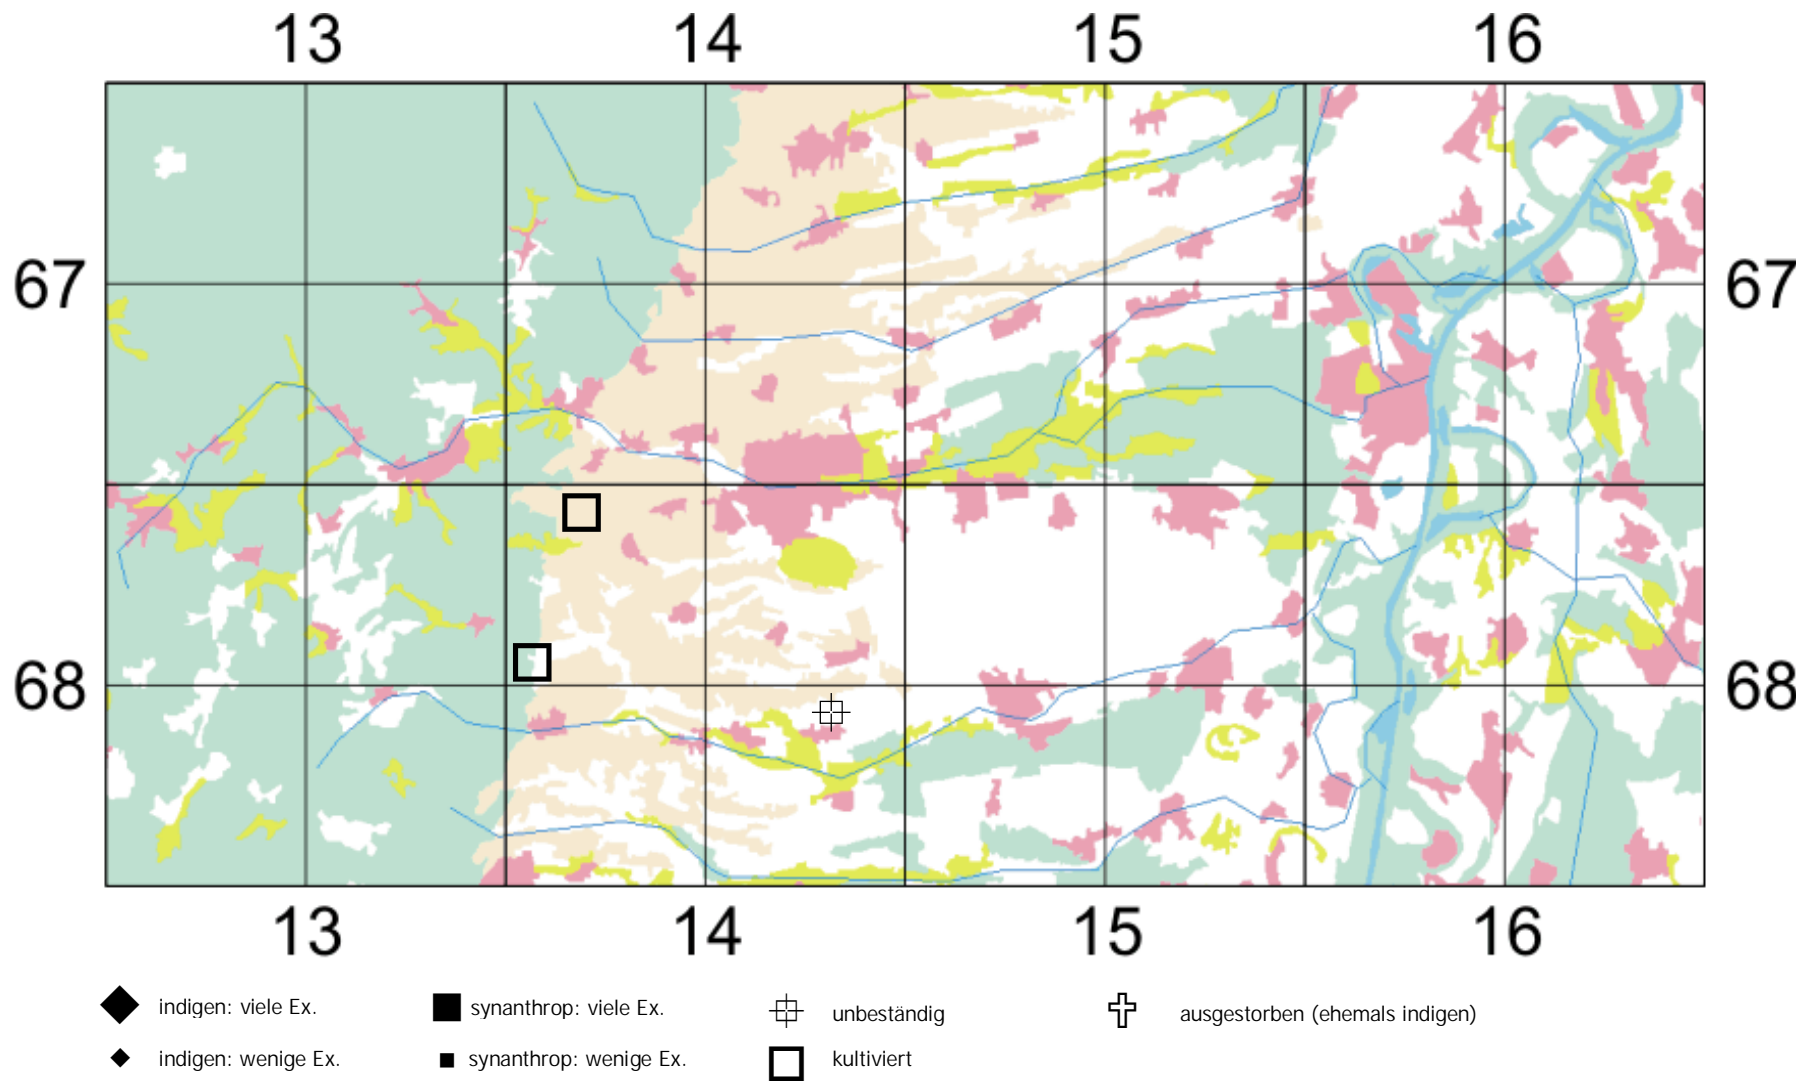 13 14 15 16
67 67
68 68
13 14 15 16
indigen: viele Ex. synanthrop: viele Ex. unbeständig ausgestorben (ehemals indigen)
indigen: wenige Ex. synanthrop: wenige Ex. kultiviert